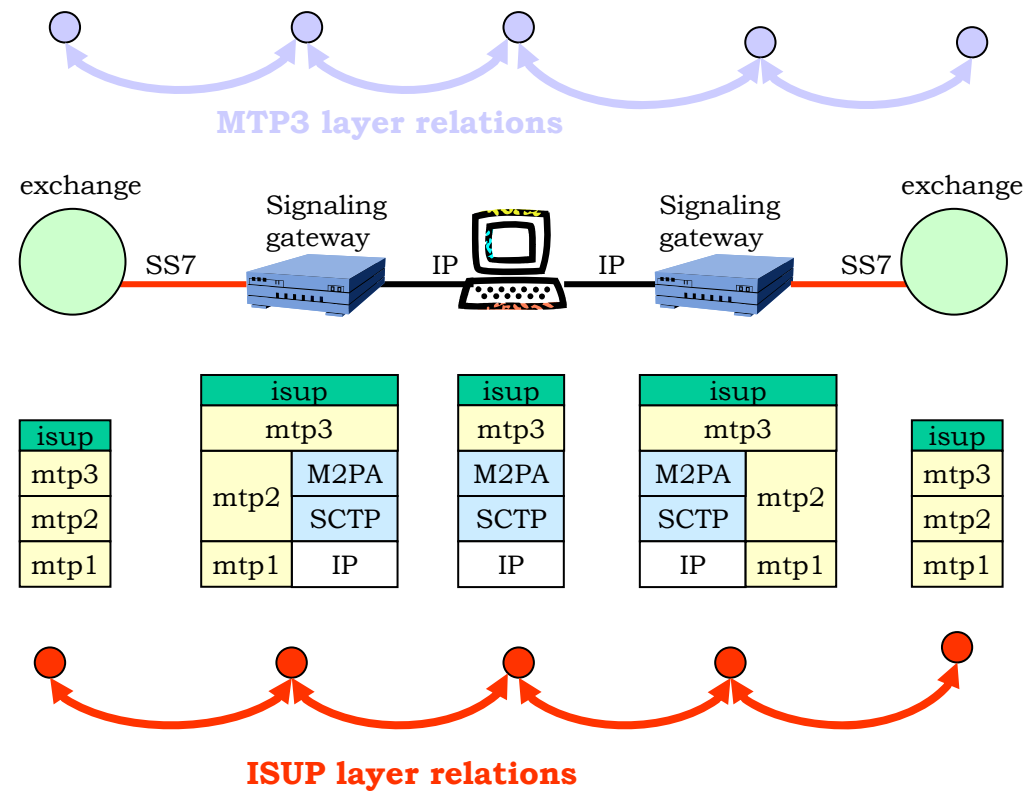 MTP3 layer relations
exchange
exchange
Signaling
gateway
Signaling
gateway
SS7
IP
IP
SS7
isup
isup
isup
mtp3
mtp3
mtp3
isup
isup
mtp3
M2PA
M2PA
M2PA
mtp3
mtp2
mtp2
mtp2
SCTP
SCTP
SCTP
mtp2
mtp1
mtp1
IP
IP
IP
mtp1
mtp1
ISUP layer relations